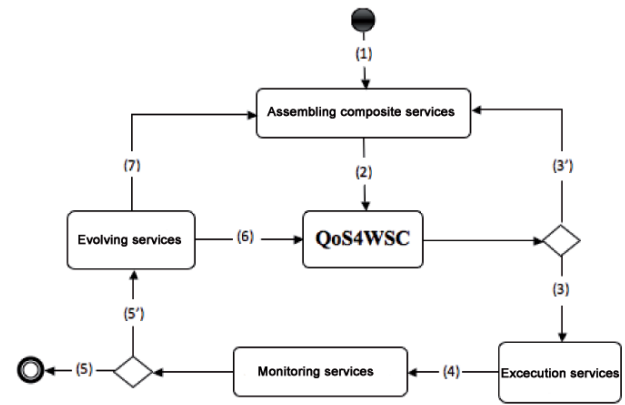 (1)
Assembling composite services
(7)
(2)
(3')
Evolving services
(6)
QoS4WSC
(3)
(5')
(5)
Monitoring services
(4)
Excecution services